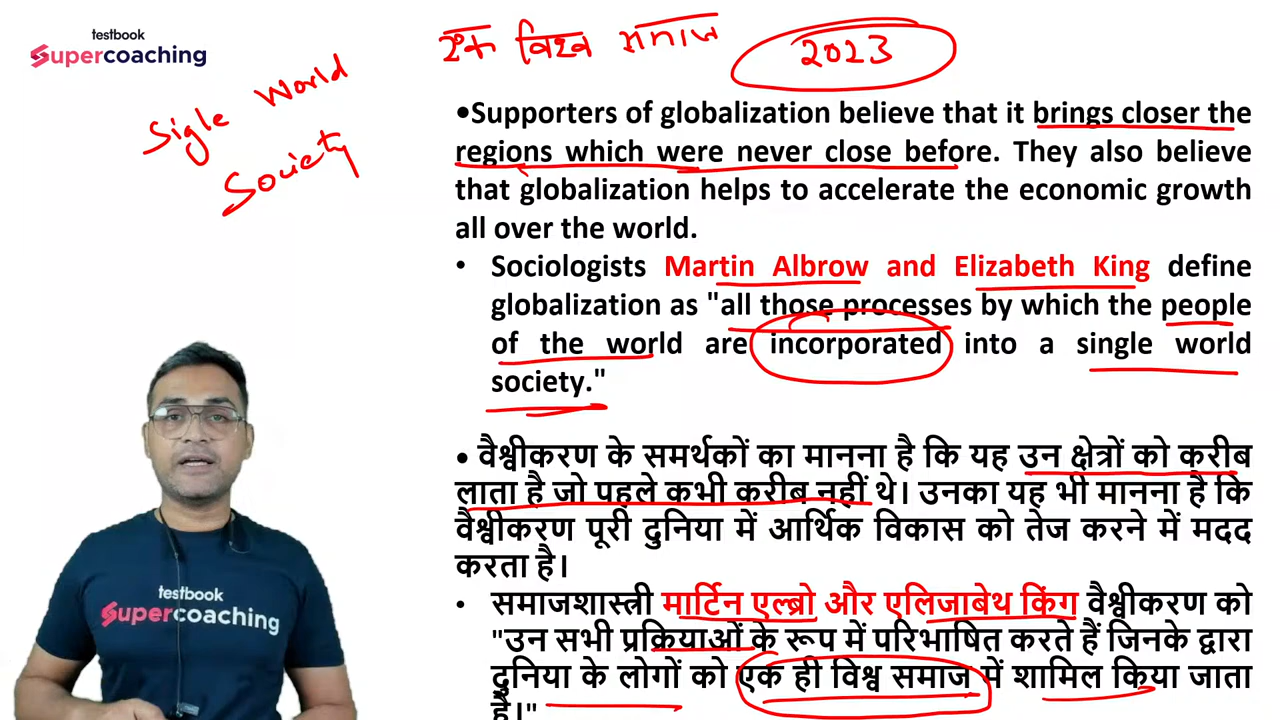 testbook
Supercoaching
एक विश्व समाज
2023
Sigle World
Society
•Supporters of globalization believe that it brings closer the
regions which were never close before. They also believe
that globalization helps to accelerate the economic growth
all over the world.
• Sociologists Martin Albrow and Elizabeth King define
globalization as "all those processes by which the people
of the world are incorporated into a single world
society."
• वैश्वीकरण के समर्थकों का मानना है कि यह उन क्षेत्रों को करीब
लाता है जो पहले कभी करीब नहीं थे। उनका यह भी मानना है कि
वैश्वीकरण पूरी दुनिया में आर्थिक विकास को तेज करने में मदद
करता है।
• समाजशास्त्री मार्टिन एल्ब्रो और एलिजाबेथ किंग वैश्वीकरण को
"उन सभी प्रक्रियाओं के रूप में परिभाषित करते हैं जिनके द्वारा
दुनिया के लोगों को एक ही विश्व समाज में शामिल किया जाता
है।"
testbook
Supercoaching